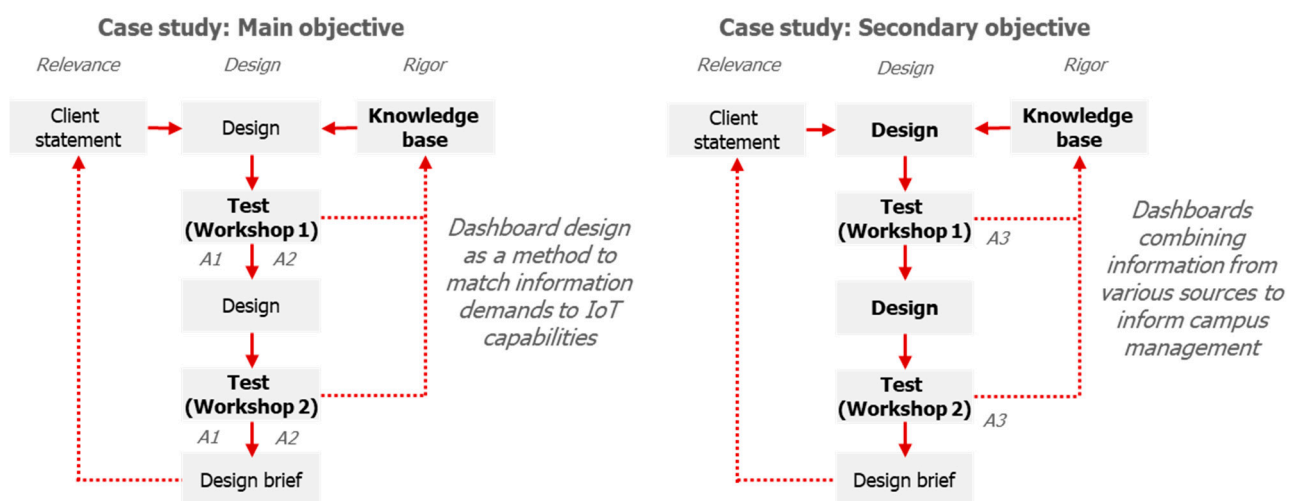 Case study: Main objective
Relevance
Design
Rigor
Client
statement
Design
Knowledge
base
Test
(Workshop 1)
A1
A2
Design
Test
(Workshop 2)
A1
A2
Design brief
Dashboard design
as a method to
match information
demands to IoT
capabilities
Case study: Secondary objective
Relevance
Design
Rigor
Client
statement
Design
Knowledge
base
Test
(Workshop 1)
A3
Design
Test
(Workshop 2)
A3
Design brief
Dashboards
combining
information from
various sources to
inform campus
management